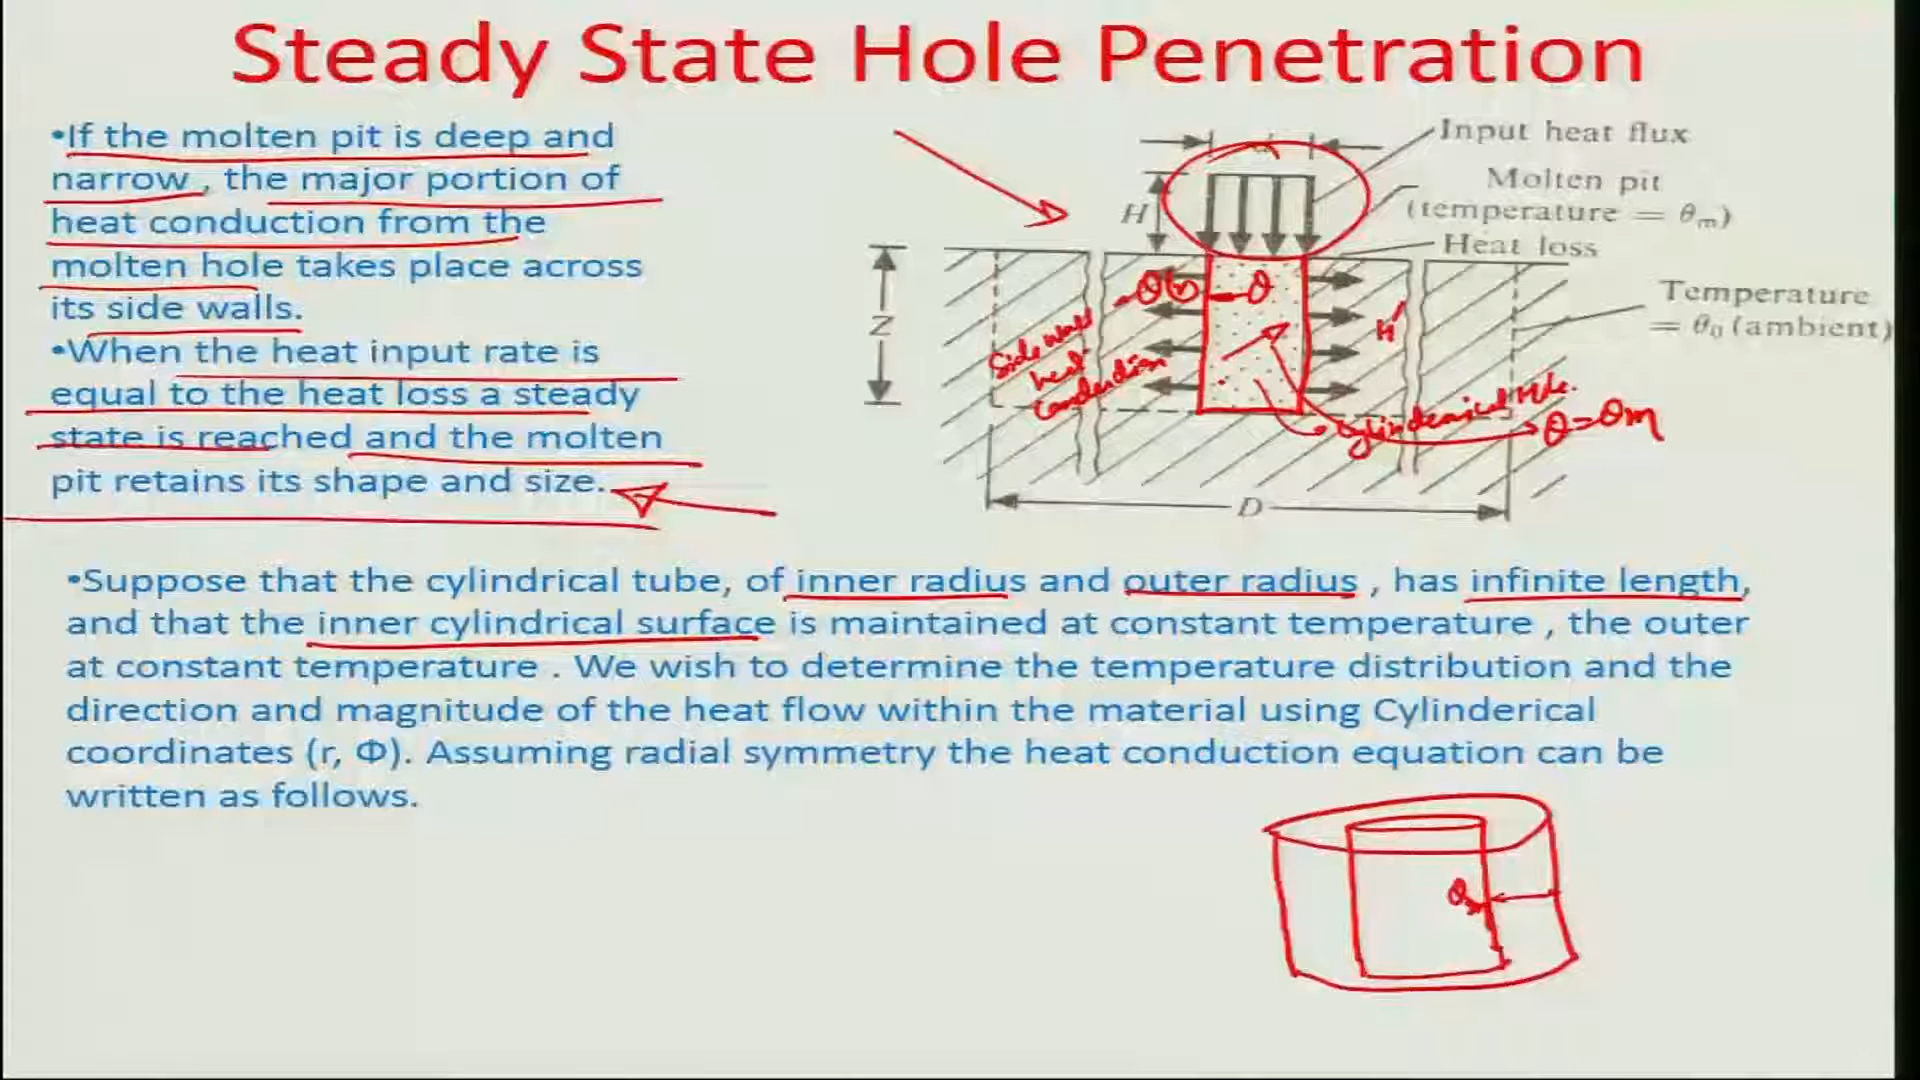 Steady State Hole Penetration
•If the molten pit is deep and
narrow , the major portion of
heat conduction from the
molten hole takes place across
its side walls.
•When the heat input rate is
equal to the heat loss a steady
state is reached and the molten
pit retains its shape and size.
Input heat flux
Molten pit
(temperature = θm)
Heat loss
Temperature
= θ0 (ambient)
H
Z
D
θ
H'
Side wall
heat
conduction
Cylinderical Hole.
θ=θm
•Suppose that the cylindrical tube, of inner radius and outer radius , has infinite length,
and that the inner cylindrical surface is maintained at constant temperature , the outer
at constant temperature . We wish to determine the temperature distribution and the
direction and magnitude of the heat flow within the material using Cylinderical
coordinates (r, Φ). Assuming radial symmetry the heat conduction equation can be
written as follows.
θm